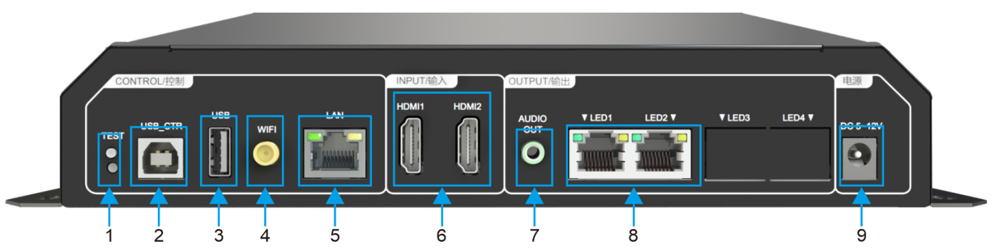 CONTROL/控制
INPUT/输入
OUTPUT/输出
电源
TEST
USB_CTR
USB
WIFI
LAN
HDMI1
HDMI2
AUDIO
OUT
▼ LED1
LED2 ▼
▼ LED3
LED4 ▼
DC 5~12V
1
2
3
4
5
6
7
8
9